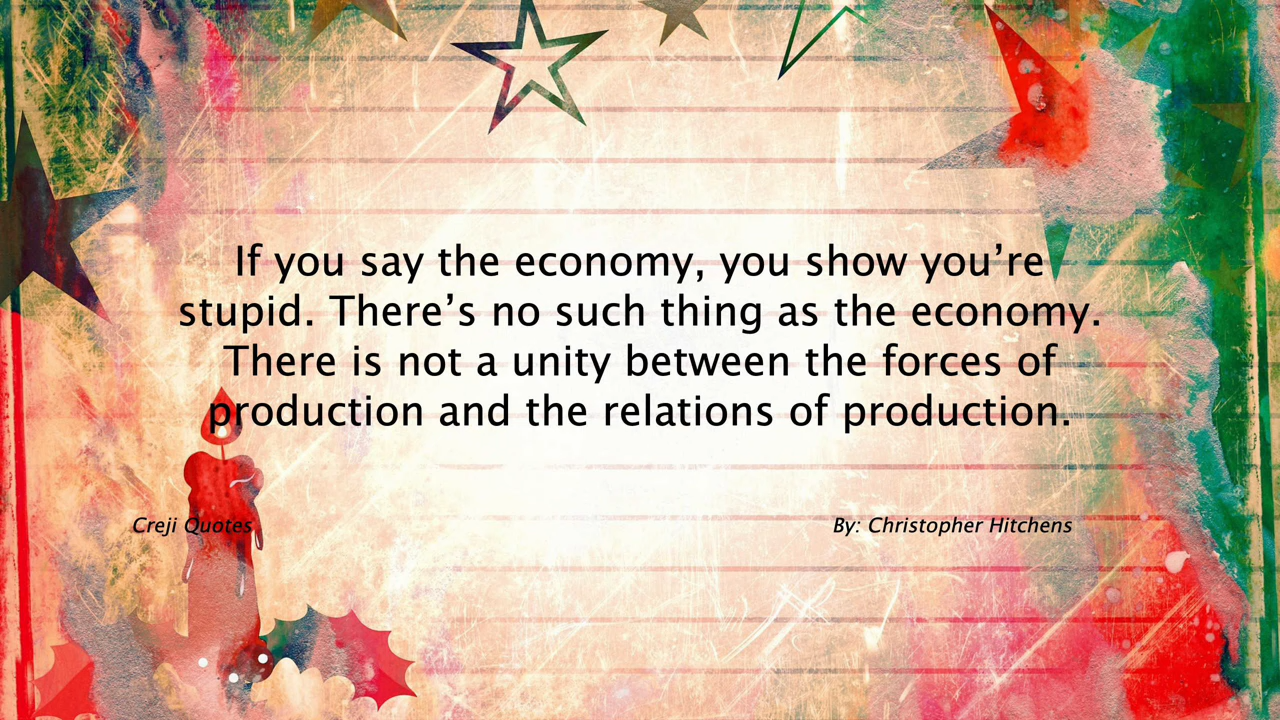 If you say the economy, you show you’re
stupid. There’s no such thing as the economy.
There is not a unity between the forces of
production and the relations of production.
Creji Quotes
By: Christopher Hitchens